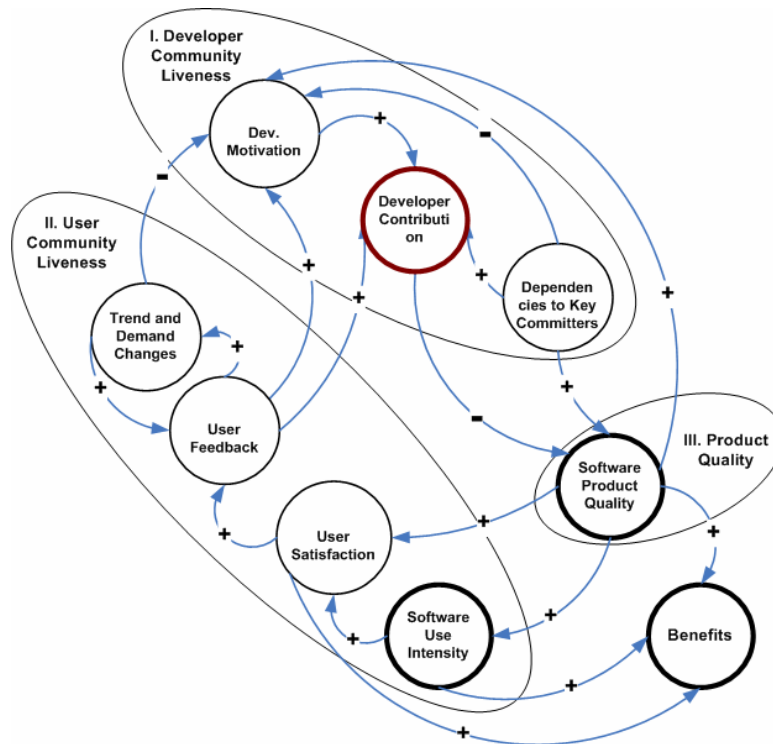 I. Developer
Community
Liveness
Dev.
Motivation
+
-
-
Developer
Contributi
on
II. User
Community
Liveness
+
+
Dependen
cies to Key
Committers
+
+
Trend and
Demand
Changes
+
+
+
User
Feedback
-
III. Product
Quality
Software
Product
Quality
+
User
Satisfaction
+
+
Software
Use
Intensity
+
+
Benefits
+
+